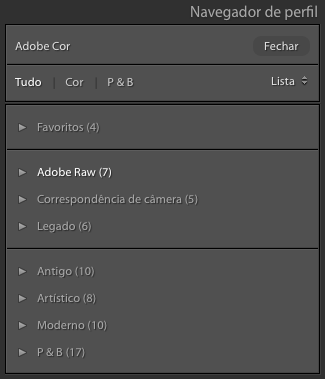 Navegador de perfil
Adobe Cor Fechar
Tudo | Cor | P & B Lista
Favoritos (4)
Adobe Raw (7)
Correspondência de câmera (5)
Legado (6)
Antigo (10)
Artístico (8)
Moderno (10)
P & B (17)